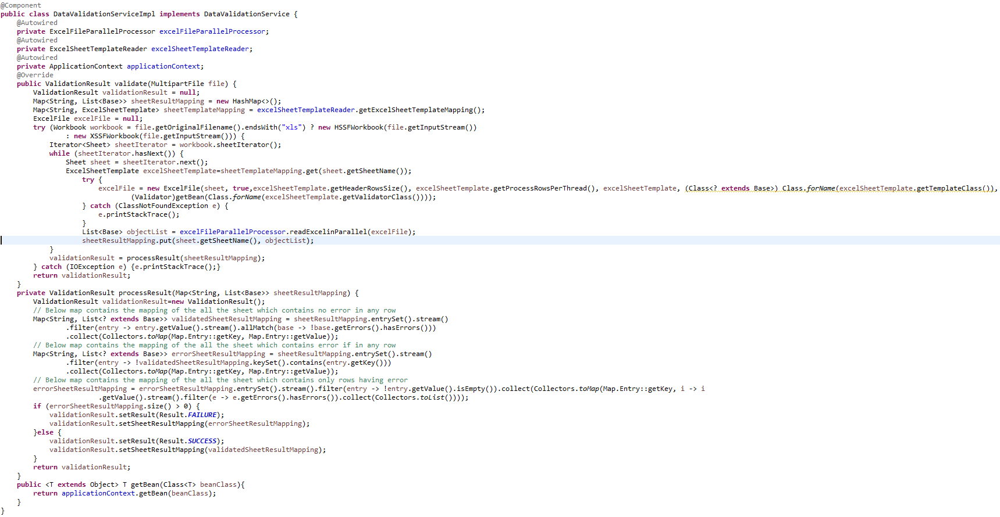 @Component
public class DataValidationServiceImpl implements DataValidationService {
    @Autowired
    private ExcelFileParallelProcessor excelFileParallelProcessor;
    @Autowired
    private ExcelSheetTemplateReader excelSheetTemplateReader;
    @Autowired
    private ApplicationContext applicationContext;
    @Override
    public ValidationResult validate(MultipartFile file) {
        ValidationResult validationResult = null;
        Map<String, List<Base>> sheetResultMapping = new HashMap<>();
        Map<String, ExcelSheetTemplate> sheetTemplateMapping = excelSheetTemplateReader.getExcelSheetTemplateMapping();
        ExcelFile excelFile = null;
        try (Workbook workbook = file.getOriginalFilename().endsWith("xls") ? new HSSFWorkbook(file.getInputStream())
                : new XSSFWorkbook(file.getInputStream())) {
            Iterator<Sheet> sheetIterator = workbook.sheetIterator();
            while (sheetIterator.hasNext()) {
                Sheet sheet = sheetIterator.next();
                ExcelSheetTemplate excelSheetTemplate=sheetTemplateMapping.get(sheet.getSheetName());
                    try {
                        excelFile = new ExcelFile(sheet, true,excelSheetTemplate.getHeaderRowsSize(), excelSheetTemplate.getProcessRowsPerThread(), excelSheetTemplate, (Class<? extends Base>) Class.forName(excelSheetTemplate.getTemplateClass()),
                                (Validator)getBean(Class.forName(excelSheetTemplate.getValidatorClass())));
                    } catch (ClassNotFoundException e) {
                        e.printStackTrace();
                    }
                    List<Base> objectList = excelFileParallelProcessor.readExcelinParallel(excelFile);
                    sheetResultMapping.put(sheet.getSheetName(), objectList);
            }
            validationResult = processResult(sheetResultMapping);
        } catch (IOException e) {e.printStackTrace();}
        return validationResult;
    }
    private ValidationResult processResult(Map<String, List<Base>> sheetResultMapping) {
        ValidationResult validationResult=new ValidationResult();
        // Below map contains the mapping of the all the sheet which contains no error in any row
        Map<String, List<? extends Base>> validatedSheetResultMapping = sheetResultMapping.entrySet().stream()
                .filter(entry -> entry.getValue().stream().allMatch(base -> !base.getErrors().hasErrors()))
                .collect(Collectors.toMap(Map.Entry::getKey, Map.Entry::getValue));
        // Below map contains the mapping of the all the sheet which contains error if in any row
        Map<String, List<? extends Base>> errorSheetResultMapping = sheetResultMapping.entrySet().stream()
                .filter(entry -> !validatedSheetResultMapping.keySet().contains(entry.getKey()))
                .collect(Collectors.toMap(Map.Entry::getKey, Map.Entry::getValue));
        // Below map contains the mapping of the all the sheet which contains only rows having error
        errorSheetResultMapping = errorSheetResultMapping.entrySet().stream().filter(entry -> !entry.getValue().isEmpty()).collect(Collectors.toMap(Map.Entry::getKey, i -> i
                        .getValue().stream().filter(e -> e.getErrors().hasErrors()).collect(Collectors.toList())));
        if (errorSheetResultMapping.size() > 0) {
            validationResult.setResult(Result.FAILURE);
            validationResult.setSheetResultMapping(errorSheetResultMapping);
        }else {
            validationResult.setResult(Result.SUCCESS);
            validationResult.setSheetResultMapping(validatedSheetResultMapping);
        }
        return validationResult;
    }
    public <T extends Object> T getBean(Class<T> beanClass){
        return applicationContext.getBean(beanClass);
    }
}